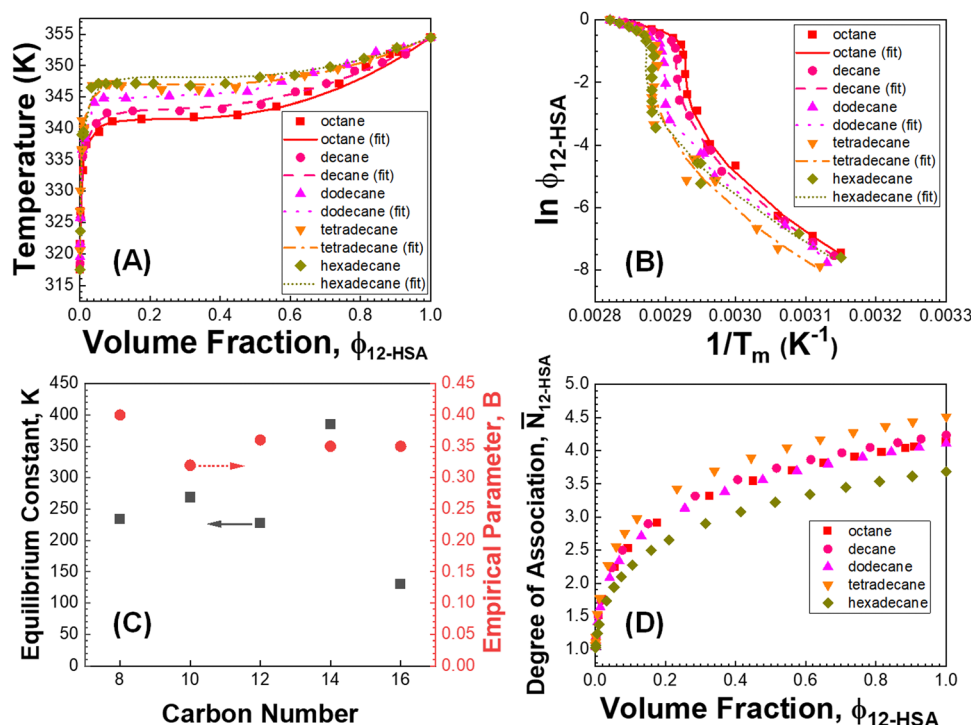 Temperature (K)
355
350
345
340
335
330
325
320
315
0.0 0.2 0.4 0.6 0.8 1.0
Volume Fraction, ϕ12-HSA
(A)
octane
octane (fit)
decane
decane (fit)
dodecane
dodecane (fit)
tetradecane
tetradecane (fit)
hexadecane
hexadecane (fit)
ln ϕ12-HSA
0
-2
-4
-6
-8
0.0028 0.0029 0.0030 0.0031 0.0032 0.0033
1/Tm (K-1)
(B)
octane
octane (fit)
decane
decane (fit)
dodecane
dodecane (fit)
tetradecane
tetradecane (fit)
hexadecane
hexadecane (fit)
Equilibrium Constant, K
450
400
350
300
250
200
150
100
50
0
8 10 12 14 16
Carbon Number
(C)
0.45
0.40
0.35
0.30
0.25
0.20
0.15
0.10
0.05
0.00
Empirical Parameter, B
Degree of Association, N̅12-HSA
5.0
4.5
4.0
3.5
3.0
2.5
2.0
1.5
1.0
0.0 0.2 0.4 0.6 0.8 1.0
Volume Fraction, ϕ12-HSA
(D)
octane
decane
dodecane
tetradecane
hexadecane